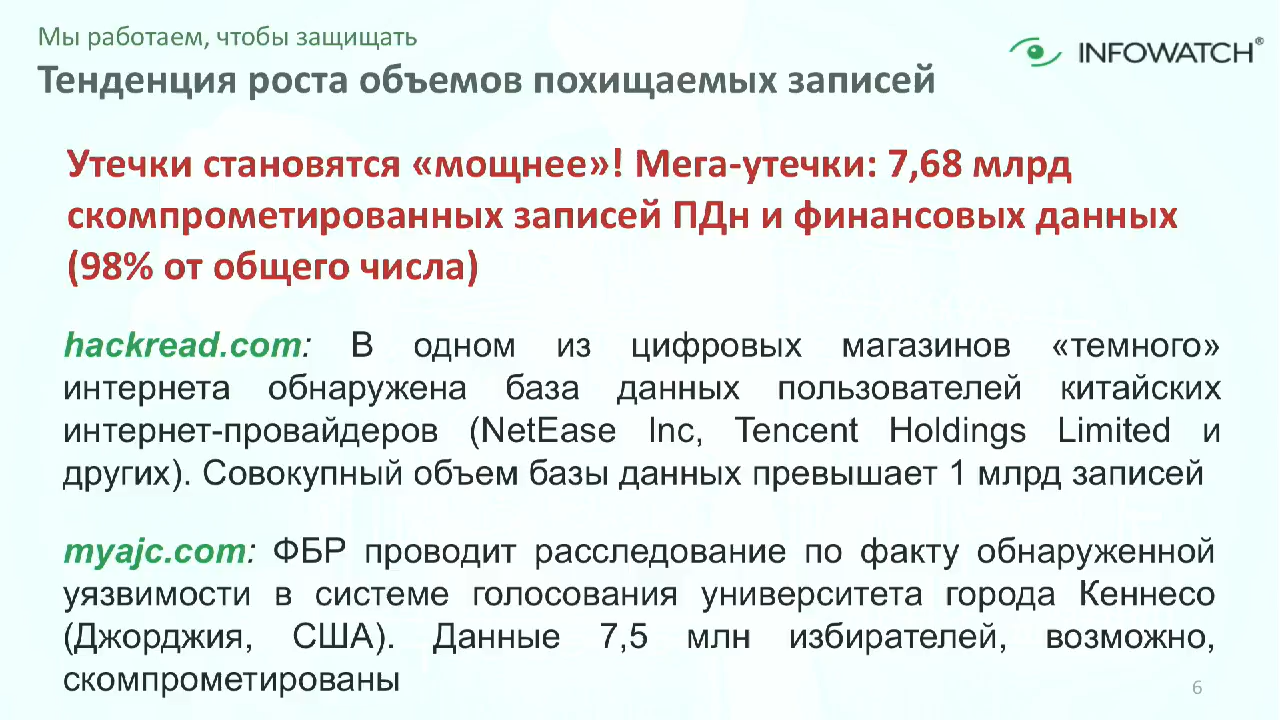 Мы работаем, чтобы защищать
Тенденция роста объемов похищаемых записей
INFOWATCH®
Утечки становятся «мощнее»! Мега-утечки: 7,68 млрд
скомпрометированных записей ПДн и финансовых данных
(98% от общего числа)
hackread.com: В одном из цифровых магазинов «темного»
интернета обнаружена база данных пользователей китайских
интернет-провайдеров (NetEase Inc, Tencent Holdings Limited и
других). Совокупный объем базы данных превышает 1 млрд записей
myajc.com: ФБР проводит расследование по факту обнаруженной
уязвимости в системе голосования университета города Кеннесо
(Джорджия, США). Данные 7,5 млн избирателей, возможно,
скомпрометированы
6